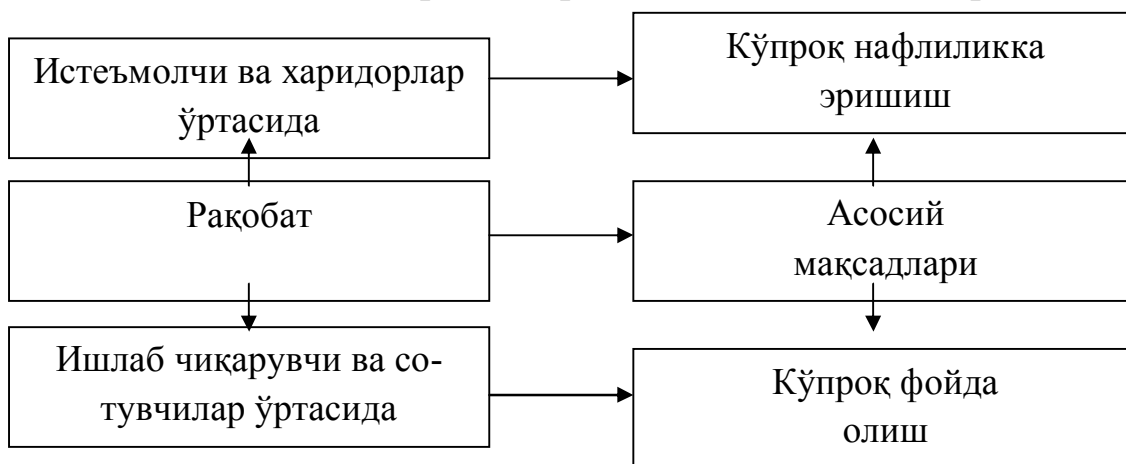 Истеъмолчи ва харидорлар
ўртасида
Кўпроқ нафлиликка
эришиш
Рақобат
Асосий
мақсадлари
Ишлаб чиқарувчи ва со-
тувчилар ўртасида
Кўпроқ фойда
олиш